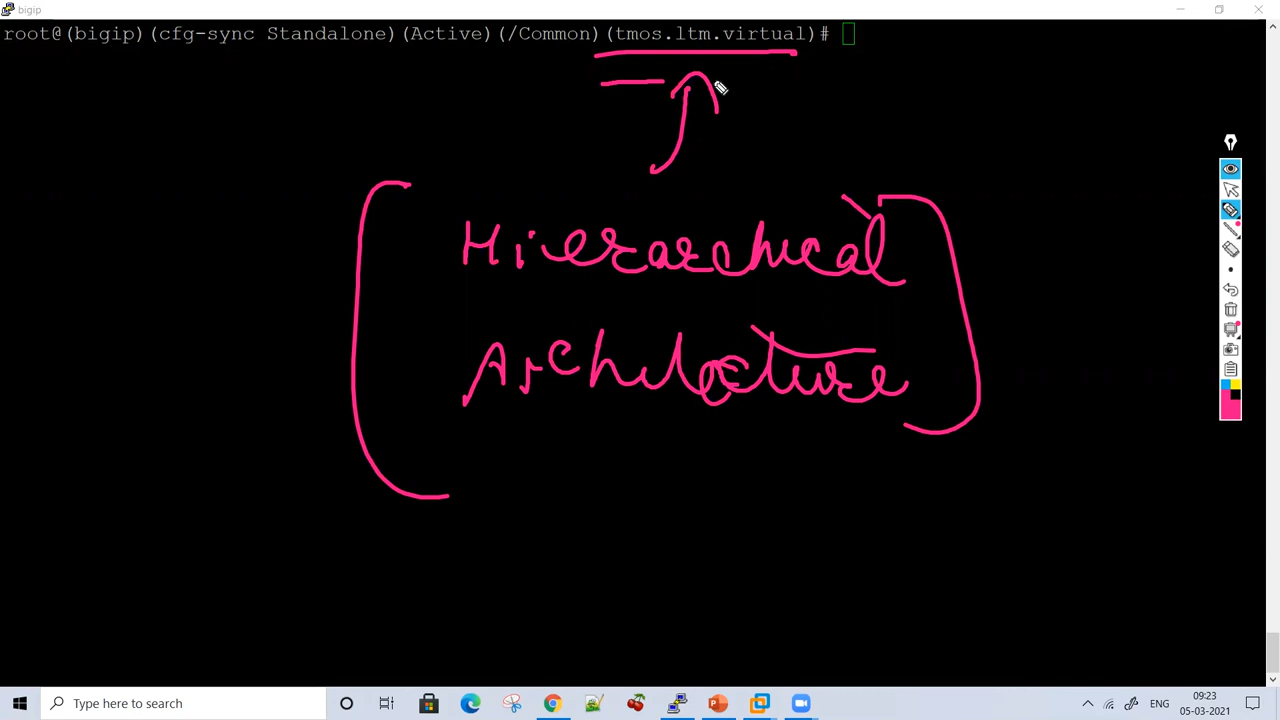 bigip
root@(bigip)(cfg-sync Standalone)(Active)(/Common)(tmos.ltm.virtual)#
Hierarchical
Architecture
Type here to search
ENG
09:23
05-03-2021